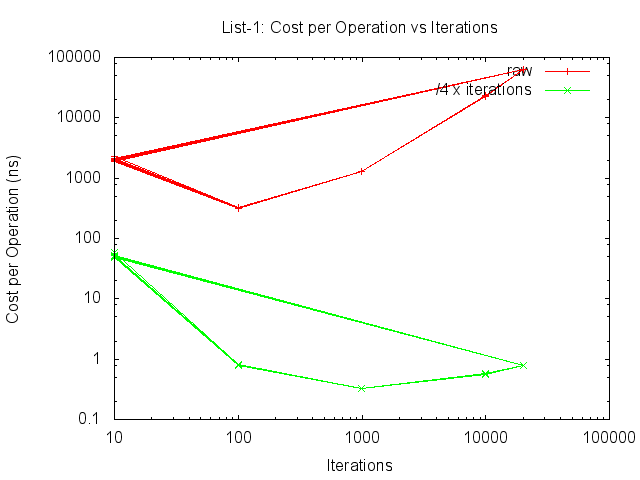 List-1: Cost per Operation vs Iterations
100000
10000
1000
100
10
1
0.1
Cost per Operation (ns)
raw
/4 x iterations
10
100
1000
10000
100000
Iterations